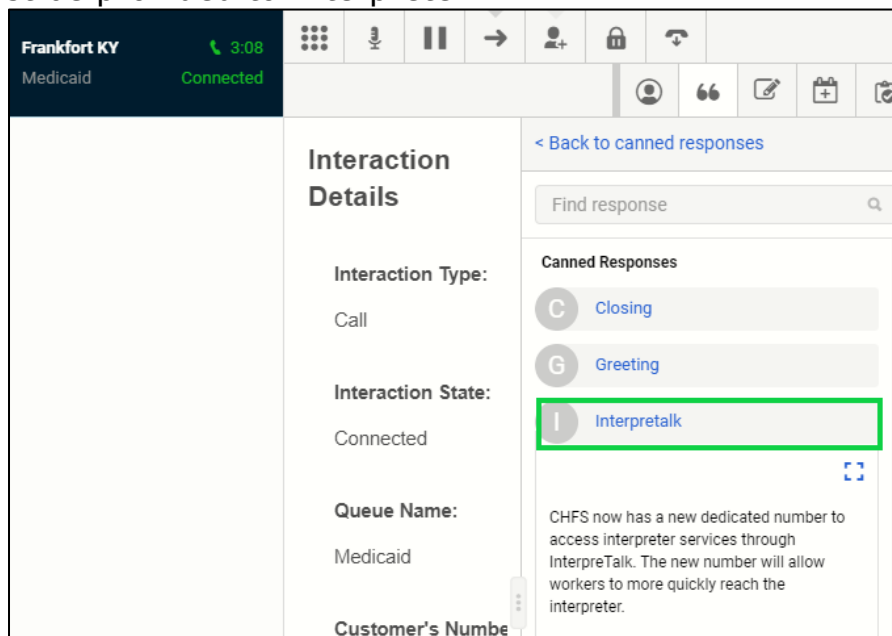 Frankfort KY 3:08
Medicaid Connected
< Back to canned responses
Interaction
Details
Find response
Canned Responses
Interaction Type:
Call
C Closing
G Greeting
Interaction State:
Connected
I Interpretalk
Queue Name:
Medicaid
CHFS now has a new dedicated number to
access interpreter services through
InterpreTalk. The new number will allow
workers to more quickly reach the
interpreter.
Customer's Numbe